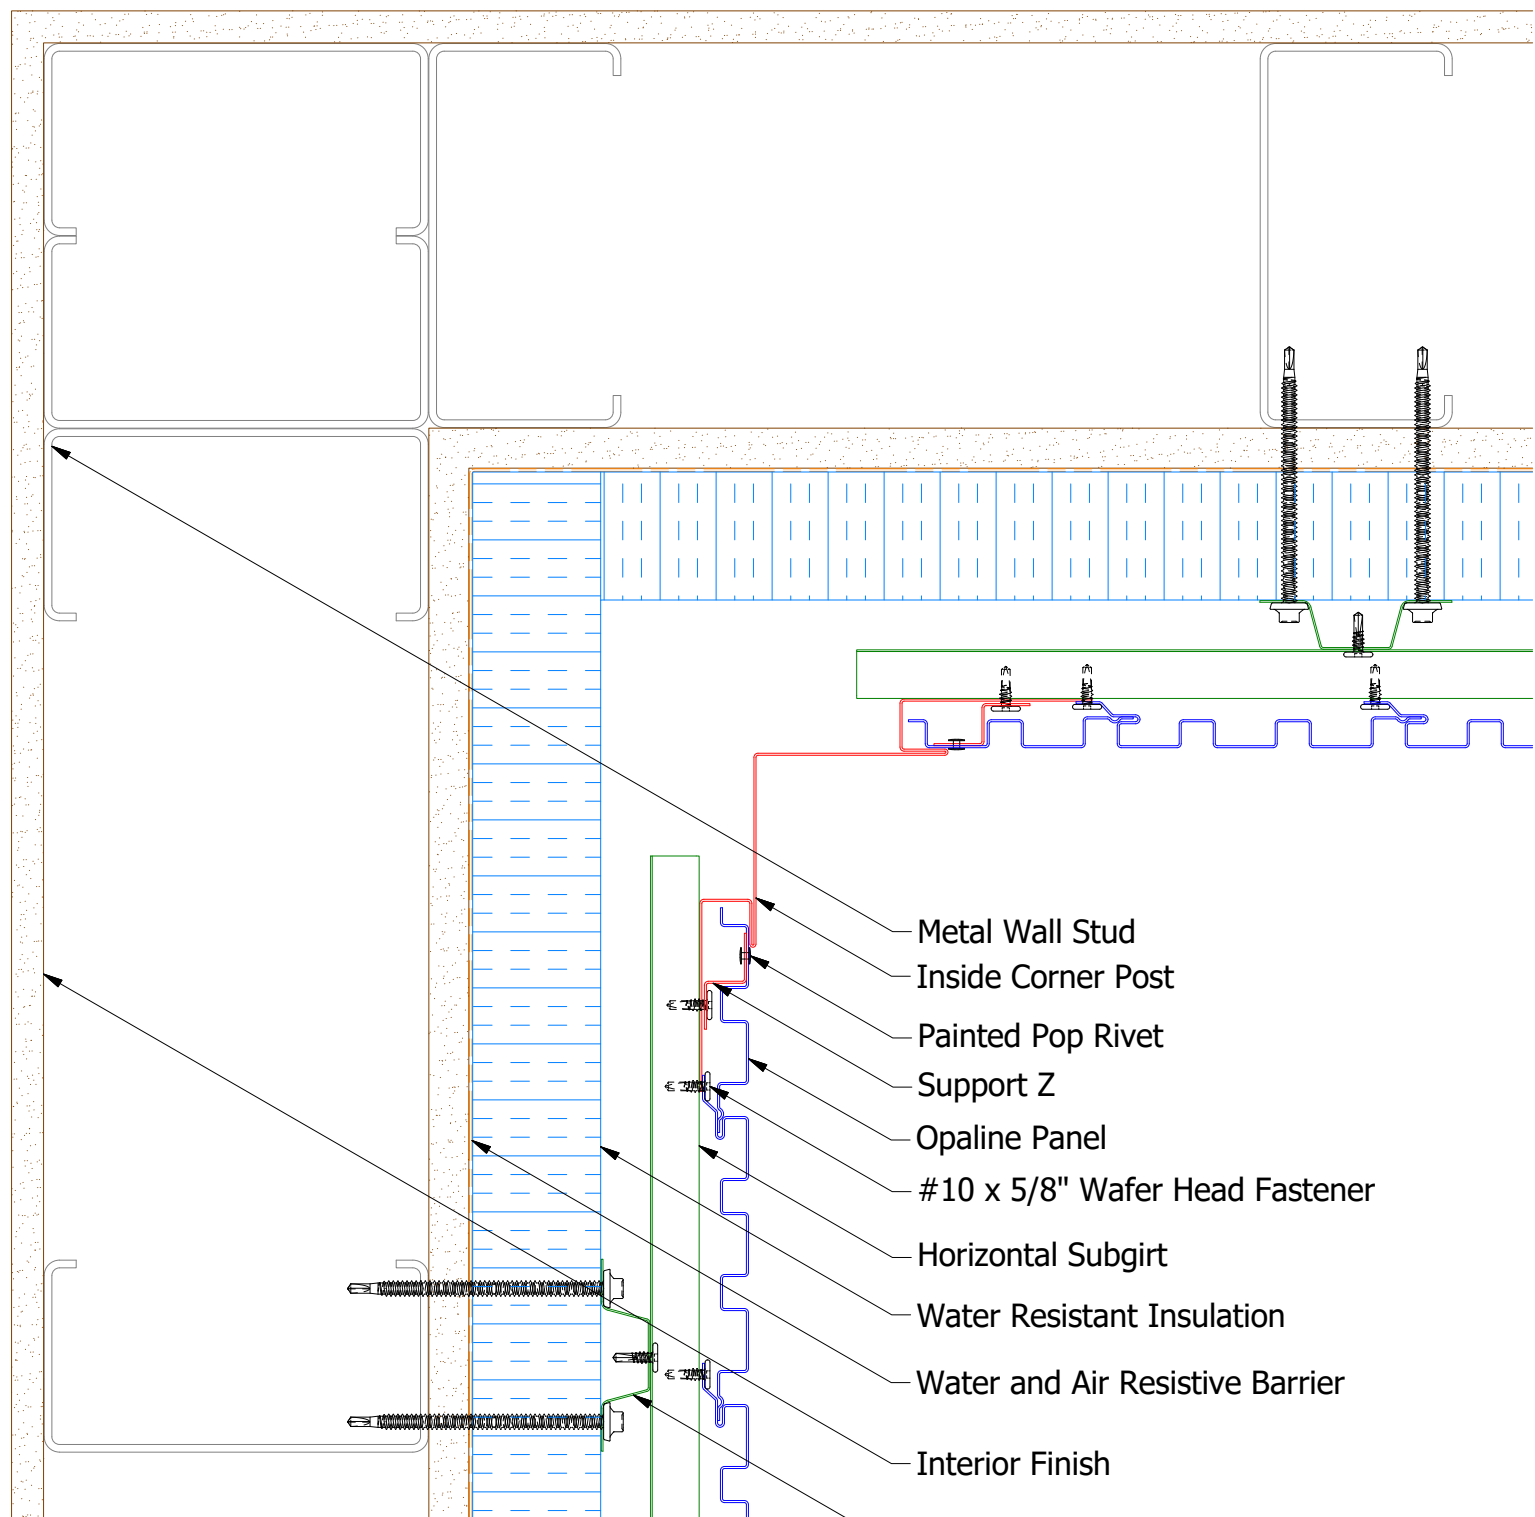 Metal Wall Stud
Inside Corner Post
Painted Pop Rivet
Support Z
Opaline Panel
#10 x 5/8" Wafer Head Fastener
Horizontal Subgirt
Water Resistant Insulation
Water and Air Resistive Barrier
Interior Finish